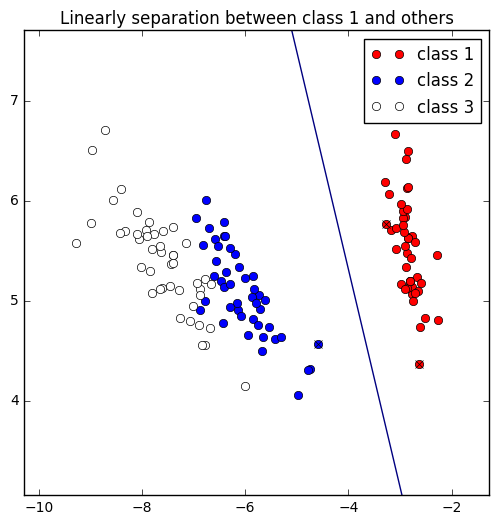 Linearly separation between class 1 and others
class 1
class 2
class 3
7
6
5
4
−10
−8
−6
−4
−2